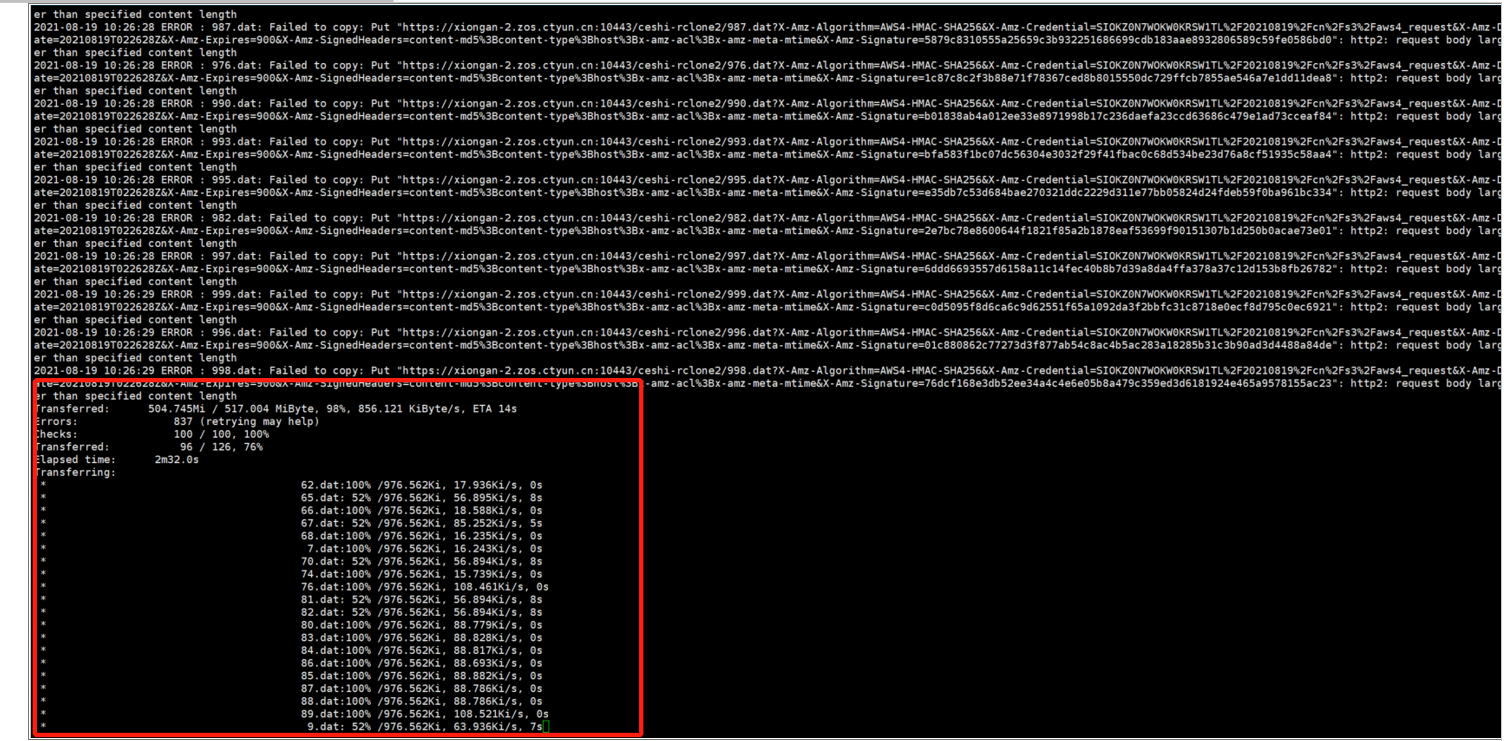 er than specified content length
2021-08-19 10:26:28 ERROR : 987.dat: Failed to copy: Put "https://xiongan-2.zos.ctyun.cn:10443/ceshi-rclone2/987.dat?X-Amz-Algorithm=AWS4-HMAC-SHA256&X-Amz-Credential=SIOKZ0N7WOKW0KRSW1TL%2F20210819%2Fcn%2Fs3%2Faws4_request&X-Amz-D
ate=20210819T022628Z&X-Amz-Expires=900&X-Amz-SignedHeaders=content-md5%3Bcontent-type%3Bhost%3Bx-amz-acl%3Bx-amz-meta-mtime&X-Amz-Signature=5879c8310555a25659c3b932251686699cdb183aae8932806589c59fe0586bd0": http2: request body larg
er than specified content length
2021-08-19 10:26:28 ERROR : 976.dat: Failed to copy: Put "https://xiongan-2.zos.ctyun.cn:10443/ceshi-rclone2/976.dat?X-Amz-Algorithm=AWS4-HMAC-SHA256&X-Amz-Credential=SIOKZ0N7WOKW0KRSW1TL%2F20210819%2Fcn%2Fs3%2Faws4_request&X-Amz-D
ate=20210819T022628Z&X-Amz-Expires=900&X-Amz-SignedHeaders=content-md5%3Bcontent-type%3Bhost%3Bx-amz-acl%3Bx-amz-meta-mtime&X-Amz-Signature=1c87c8c2f3b88e71f78367ced8b8015550dc729ffcb7855ae546a7e1dd11dea8": http2: request body larg
er than specified content length
2021-08-19 10:26:28 ERROR : 990.dat: Failed to copy: Put "https://xiongan-2.zos.ctyun.cn:10443/ceshi-rclone2/990.dat?X-Amz-Algorithm=AWS4-HMAC-SHA256&X-Amz-Credential=SIOKZ0N7WOKW0KRSW1TL%2F20210819%2Fcn%2Fs3%2Faws4_request&X-Amz-D
ate=20210819T022628Z&X-Amz-Expires=900&X-Amz-SignedHeaders=content-md5%3Bcontent-type%3Bhost%3Bx-amz-acl%3Bx-amz-meta-mtime&X-Amz-Signature=b01838ab4a012ee33e8971998b17c236daefa23ccd63686c479e1ad73cceaf84": http2: request body larg
er than specified content length
2021-08-19 10:26:28 ERROR : 993.dat: Failed to copy: Put "https://xiongan-2.zos.ctyun.cn:10443/ceshi-rclone2/993.dat?X-Amz-Algorithm=AWS4-HMAC-SHA256&X-Amz-Credential=SIOKZ0N7WOKW0KRSW1TL%2F20210819%2Fcn%2Fs3%2Faws4_request&X-Amz-D
ate=20210819T022628Z&X-Amz-Expires=900&X-Amz-SignedHeaders=content-md5%3Bcontent-type%3Bhost%3Bx-amz-acl%3Bx-amz-meta-mtime&X-Amz-Signature=bfa583f1bc07dc56304e3032f29f41fbac0c68d534be23d76a8cf51935c58aa4": http2: request body larg
er than specified content length
2021-08-19 10:26:28 ERROR : 995.dat: Failed to copy: Put "https://xiongan-2.zos.ctyun.cn:10443/ceshi-rclone2/995.dat?X-Amz-Algorithm=AWS4-HMAC-SHA256&X-Amz-Credential=SIOKZ0N7WOKW0KRSW1TL%2F20210819%2Fcn%2Fs3%2Faws4_request&X-Amz-D
ate=20210819T022628Z&X-Amz-Expires=900&X-Amz-SignedHeaders=content-md5%3Bcontent-type%3Bhost%3Bx-amz-acl%3Bx-amz-meta-mtime&X-Amz-Signature=e35db7c53d684bae270321ddc2229d311e77bb05824d24fdeb59f0ba961bc334": http2: request body larg
er than specified content length
2021-08-19 10:26:28 ERROR : 982.dat: Failed to copy: Put "https://xiongan-2.zos.ctyun.cn:10443/ceshi-rclone2/982.dat?X-Amz-Algorithm=AWS4-HMAC-SHA256&X-Amz-Credential=SIOKZ0N7WOKW0KRSW1TL%2F20210819%2Fcn%2Fs3%2Faws4_request&X-Amz-D
ate=20210819T022628Z&X-Amz-Expires=900&X-Amz-SignedHeaders=content-md5%3Bcontent-type%3Bhost%3Bx-amz-acl%3Bx-amz-meta-mtime&X-Amz-Signature=2e7bc78e8600644f1821f85a2b1878eaf53699f90151307b1d250b0acae73e01": http2: request body larg
er than specified content length
2021-08-19 10:26:28 ERROR : 997.dat: Failed to copy: Put "https://xiongan-2.zos.ctyun.cn:10443/ceshi-rclone2/997.dat?X-Amz-Algorithm=AWS4-HMAC-SHA256&X-Amz-Credential=SIOKZ0N7WOKW0KRSW1TL%2F20210819%2Fcn%2Fs3%2Faws4_request&X-Amz-D
ate=20210819T022628Z&X-Amz-Expires=900&X-Amz-SignedHeaders=content-md5%3Bcontent-type%3Bhost%3Bx-amz-acl%3Bx-amz-meta-mtime&X-Amz-Signature=6ddd6693557d6158a11c14fec40b8b7d39a8da4ffa378a37c12d153b8fb26782": http2: request body larg
er than specified content length
2021-08-19 10:26:29 ERROR : 999.dat: Failed to copy: Put "https://xiongan-2.zos.ctyun.cn:10443/ceshi-rclone2/999.dat?X-Amz-Algorithm=AWS4-HMAC-SHA256&X-Amz-Credential=SIOKZ0N7WOKW0KRSW1TL%2F20210819%2Fcn%2Fs3%2Faws4_request&X-Amz-D
ate=20210819T022628Z&X-Amz-Expires=900&X-Amz-SignedHeaders=content-md5%3Bcontent-type%3Bhost%3Bx-amz-acl%3Bx-amz-meta-mtime&X-Amz-Signature=c0d5095f8d6ca6c9d62551f65a1092da3f2bbfc31c8718e0ecf8d795c0ec6921": http2: request body larg
er than specified content length
2021-08-19 10:26:29 ERROR : 996.dat: Failed to copy: Put "https://xiongan-2.zos.ctyun.cn:10443/ceshi-rclone2/996.dat?X-Amz-Algorithm=AWS4-HMAC-SHA256&X-Amz-Credential=SIOKZ0N7WOKW0KRSW1TL%2F20210819%2Fcn%2Fs3%2Faws4_request&X-Amz-D
ate=20210819T022628Z&X-Amz-Expires=900&X-Amz-SignedHeaders=content-md5%3Bcontent-type%3Bhost%3Bx-amz-acl%3Bx-amz-meta-mtime&X-Amz-Signature=01c880862c77273d3f877ab54c8ac4b5ac283a18285b31c3b90ad3d4488a84de": http2: request body larg
er than specified content length
2021-08-19 10:26:29 ERROR : 998.dat: Failed to copy: Put "https://xiongan-2.zos.ctyun.cn:10443/ceshi-rclone2/998.dat?X-Amz-Algorithm=AWS4-HMAC-SHA256&X-Amz-Credential=SIOKZ0N7WOKW0KRSW1TL%2F20210819%2Fcn%2Fs3%2Faws4_request&X-Amz-D
ate=20210819T022628Z&X-Amz-Expires=900&X-Amz-SignedHeaders=content-md5%3Bcontent-type%3Bhost%3Bx-amz-acl%3Bx-amz-meta-mtime&X-Amz-Signature=76dcf168e3db52ee34a4c4e6e05b8a479c359ed3d6181924e465a9578155ac23": http2: request body larg
er than specified content length
Transferred: 504.745Mi / 517.004 MiByte, 98%, 856.121 KiByte/s, ETA 14s
Errors: 837 (retrying may help)
Checks: 100 / 100, 100%
Transferred: 96 / 126, 76%
Elapsed time: 2m32.0s
Transferring:
* 62.dat:100% /976.562Ki, 17.936Ki/s, 0s
* 65.dat: 52% /976.562Ki, 56.895Ki/s, 8s
* 66.dat:100% /976.562Ki, 18.588Ki/s, 0s
* 67.dat: 52% /976.562Ki, 85.252Ki/s, 5s
* 68.dat:100% /976.562Ki, 16.235Ki/s, 0s
* 7.dat:100% /976.562Ki, 16.243Ki/s, 0s
* 70.dat: 52% /976.562Ki, 56.894Ki/s, 8s
* 74.dat:100% /976.562Ki, 15.739Ki/s, 0s
* 76.dat:100% /976.562Ki, 108.461Ki/s, 0s
* 81.dat: 52% /976.562Ki, 56.894Ki/s, 8s
* 82.dat: 52% /976.562Ki, 56.894Ki/s, 8s
* 80.dat:100% /976.562Ki, 88.779Ki/s, 0s
* 83.dat:100% /976.562Ki, 88.828Ki/s, 0s
* 84.dat:100% /976.562Ki, 88.817Ki/s, 0s
* 86.dat:100% /976.562Ki, 88.693Ki/s, 0s
* 85.dat:100% /976.562Ki, 88.882Ki/s, 0s
* 87.dat:100% /976.562Ki, 88.786Ki/s, 0s
* 88.dat:100% /976.562Ki, 88.786Ki/s, 0s
* 89.dat:100% /976.562Ki, 108.521Ki/s, 0s
* 9.dat: 52% /976.562Ki, 63.936Ki/s, 7s